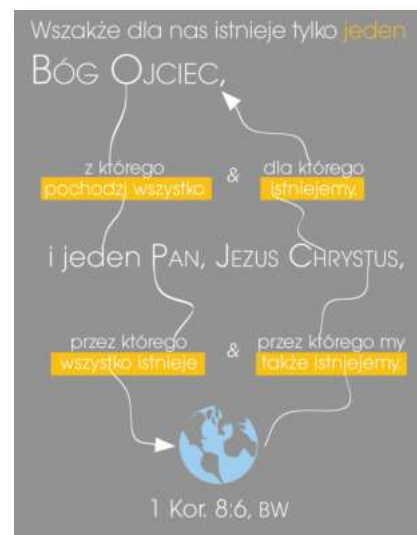 Wszakże dla nas istnieje tylko jeden
BÓG OJCIEC,
z którego & dla którego
pochodzi wszystko istniejemy,
i jeden PAN, JEZUS CHRYSTUS,
przez którego & przez którego my
wszystko istnieje także istniejemy.
1 Kor. 8:6, BW